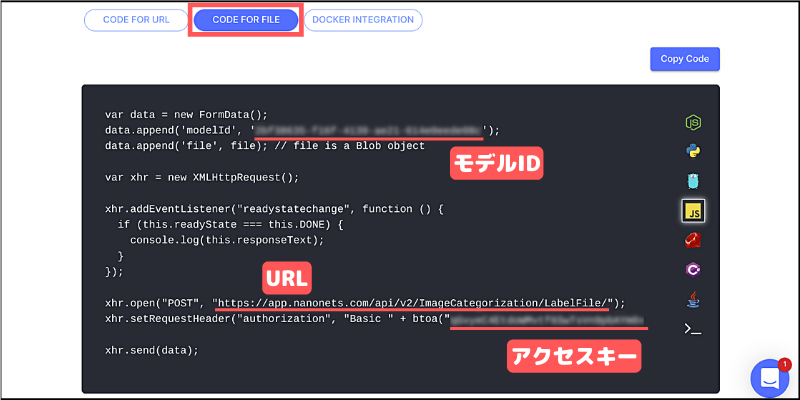 CODE FOR URL
CODE FOR FILE
DOCKER INTEGRATION
Copy Code
var data = new FormData();
data.append('modelId', '');
モデルID
data.append('file', file); // file is a Blob object
var xhr = new XMLHttpRequest();
xhr.addEventListener("readystatechange", function () {
if (this.readyState === this.DONE) {
console.log(this.responseText);
}
});
URL
xhr.open("POST", "https://app.nanonets.com/api/v2/ImageCategorization/LabelFile/");
xhr.setRequestHeader("authorization", "Basic " + btoa("
アクセスキー
xhr.send(data);
JS
1